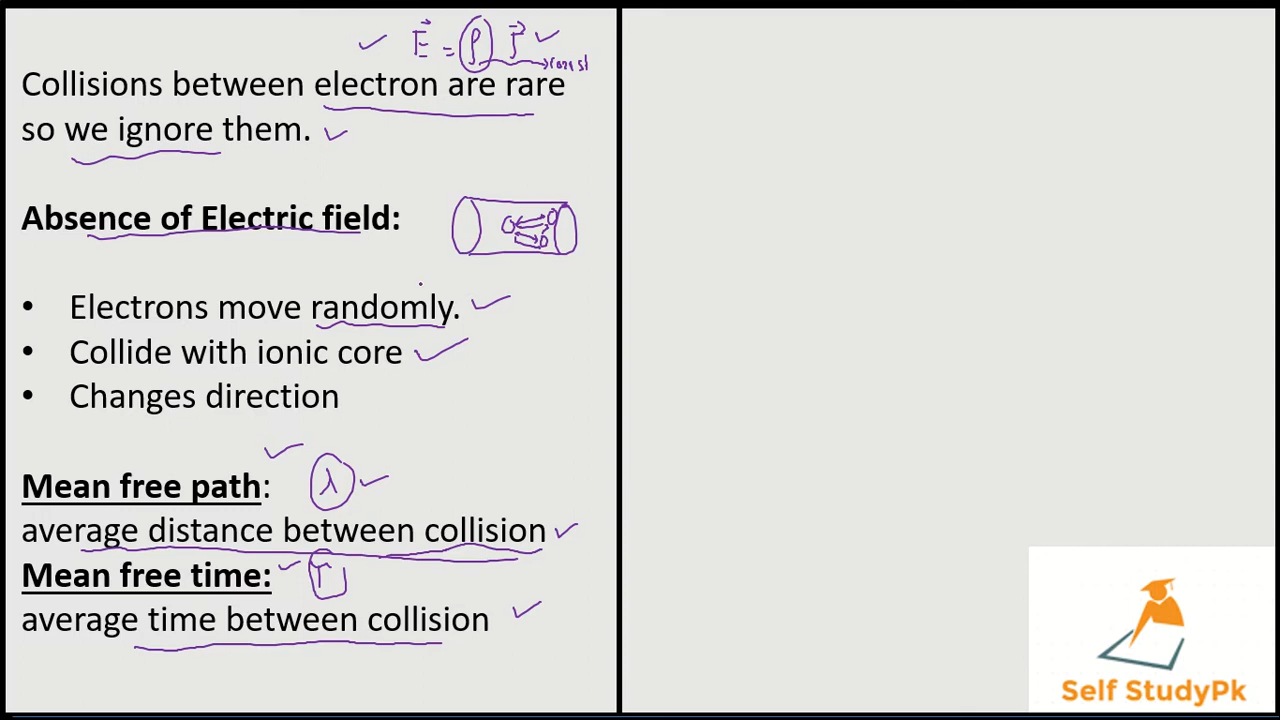 E⃗ = ρ J⃗ → const
Collisions between electron are rare
so we ignore them.
Absence of Electric field:
• Electrons move randomly.
• Collide with ionic core
• Changes direction
Mean free path: λ
average distance between collision
Mean free time: τ
average time between collision
Self StudyPk